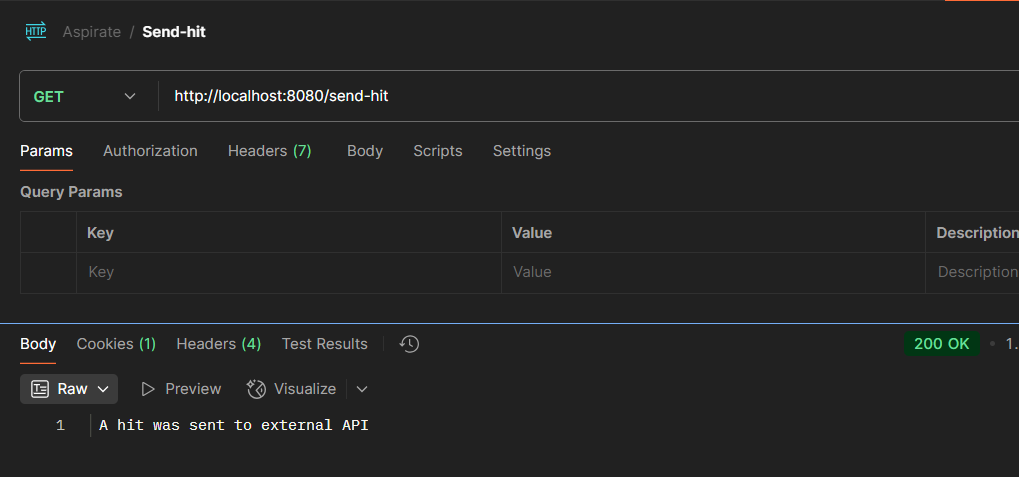 HTTP Aspirate / Send-hit
GET http://localhost:8080/send-hit
Params Authorization Headers (7) Body Scripts Settings
Query Params
Key Value Description
Key Value Description
Body Cookies (1) Headers (4) Test Results 200 OK • 1.
Raw Preview Visualize
1 A hit was sent to external API